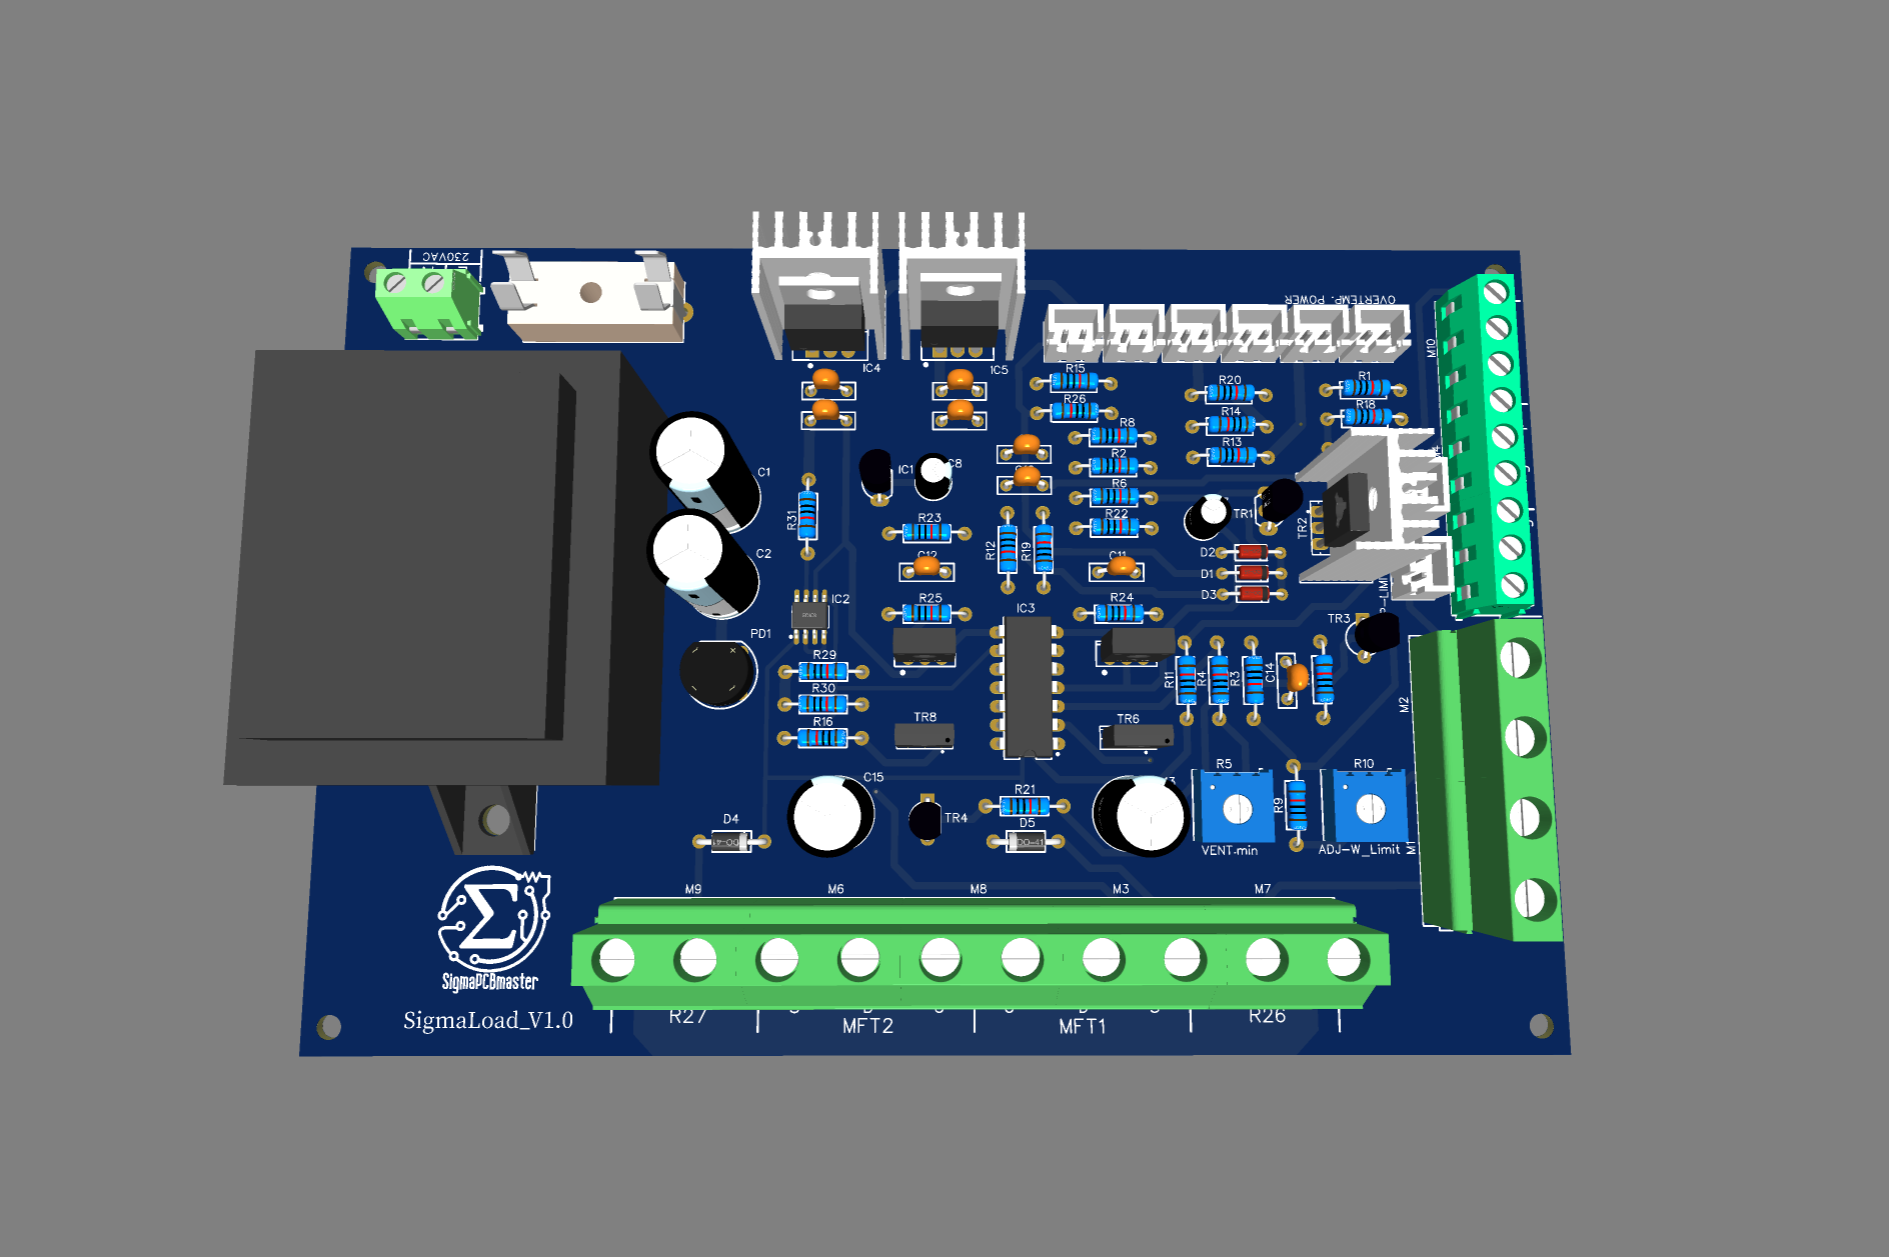 230VAC
OVERTEMP. POWER
IC4
IC5
M10
R15
R20
R1
R26
R18
R14
R8
R13
C1
IC1
C8
R2
R6
R31
R23
R22
TR1
TR2
C2
R12
R19
D2
C12
C11
D1
D3
IC2
R25
IC3
R24
TR3
PD1
R29
R11
R4
R3
C14
M2
R30
R16
TR8
TR6
R5
R10
C15
R21
R9
D4
TR4
D5
VENT-min
ADJ-W_Limit
M1
M9
M6
M8
M3
M7
SigmaPCBmaster
SigmaLoad_V1.0
R27
MFT2
MFT1
R26